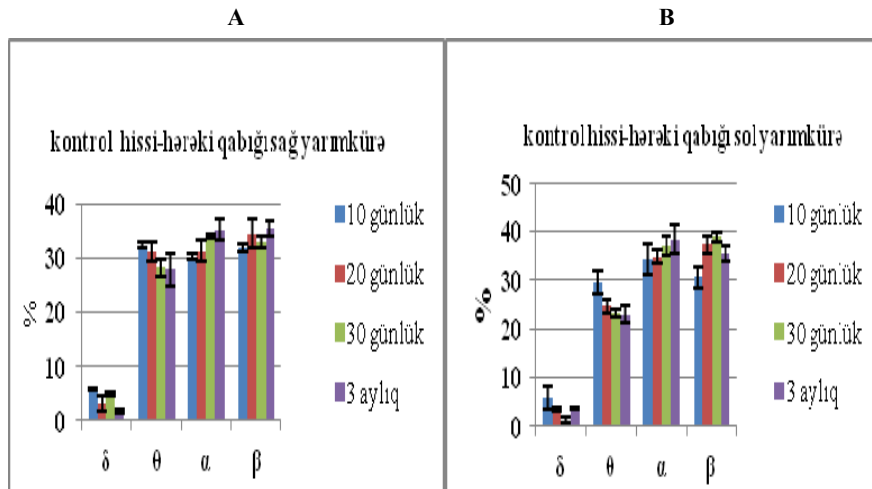 A
B
kontrol hissi-hərəki qabığı sağ yarımkürə
40
30
20
10
0
%
δ
θ
α
β
10 günlük
20 günlük
30 günlük
3 aylıq
kontrol hissi-hərəki qabığı sol yarımkürə
50
40
30
20
10
0
%
δ
θ
α
β
10 günlük
20 günlük
30 günlük
3 aylıq